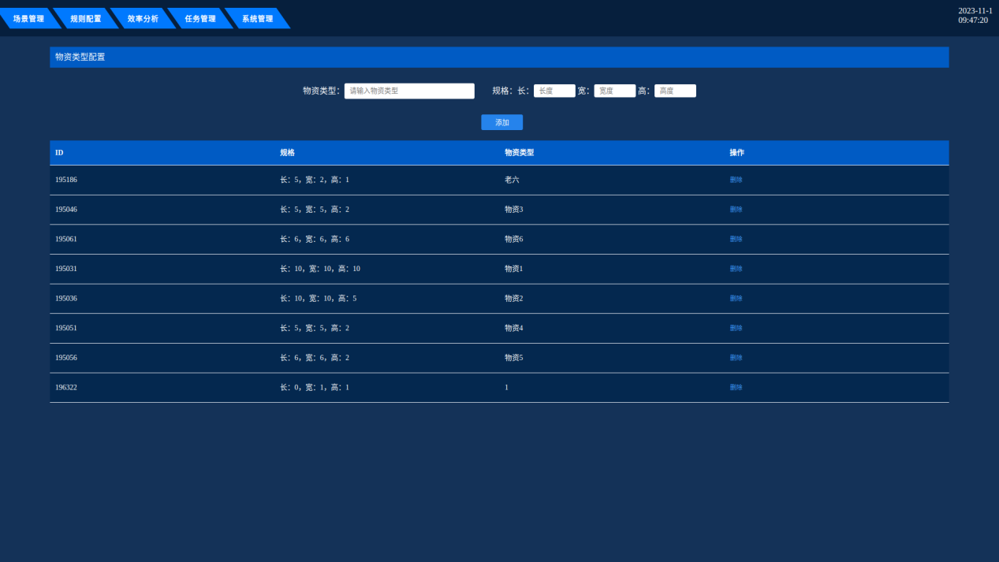 场景管理 规则配置 效率分析 任务管理 系统管理
2023-11-1
09:47:20
物资类型配置
物资类型： 请输入物资类型 规格： 长： 长度 宽： 宽度 高： 高度
添加
ID 规格 物资类型 操作
195186 长：5，宽：2，高：1 老六 删除
195046 长：5，宽：5，高：2 物资3 删除
195061 长：6，宽：6，高：6 物资6 删除
195031 长：10，宽：10，高：10 物资1 删除
195036 长：10，宽：10，高：5 物资2 删除
195051 长：5，宽：5，高：2 物资4 删除
195056 长：6，宽：6，高：2 物资5 删除
196322 长：0，宽：1，高：1 1 删除